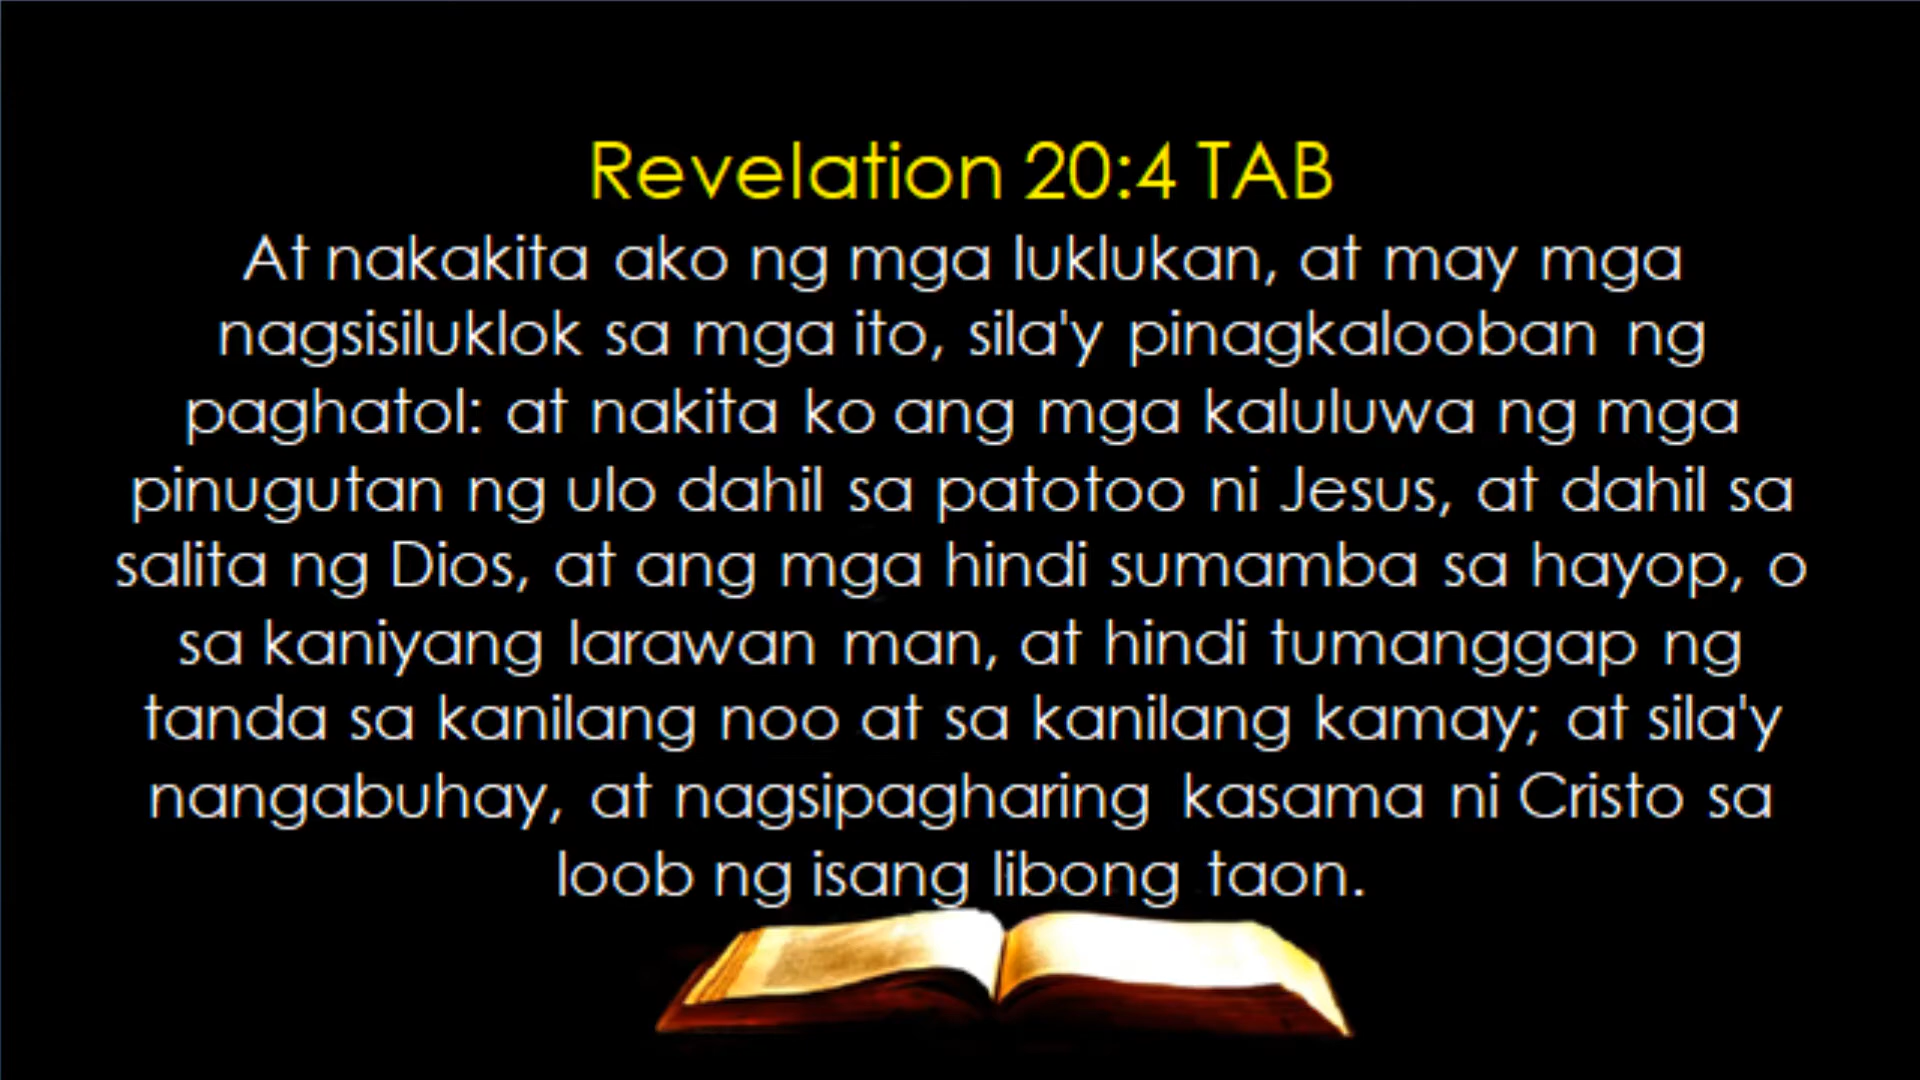 Revelation 20:4 TAB
At nakakita ako ng mga luklukan, at may mga
nagsisiluklok sa mga ito, sila'y pinagkalooban ng
paghatol: at nakita ko ang mga kaluluwa ng mga
pinugutan ng ulo dahil sa patotoo ni Jesus, at dahil sa
salita ng Dios, at ang mga hindi sumamba sa hayop, o
sa kaniyang larawan man, at hindi tumanggap ng
tanda sa kanilang noo at sa kanilang kamay; at sila'y
nangabuhay, at nagsipagharing kasama ni Cristo sa
loob ng isang libong taon.